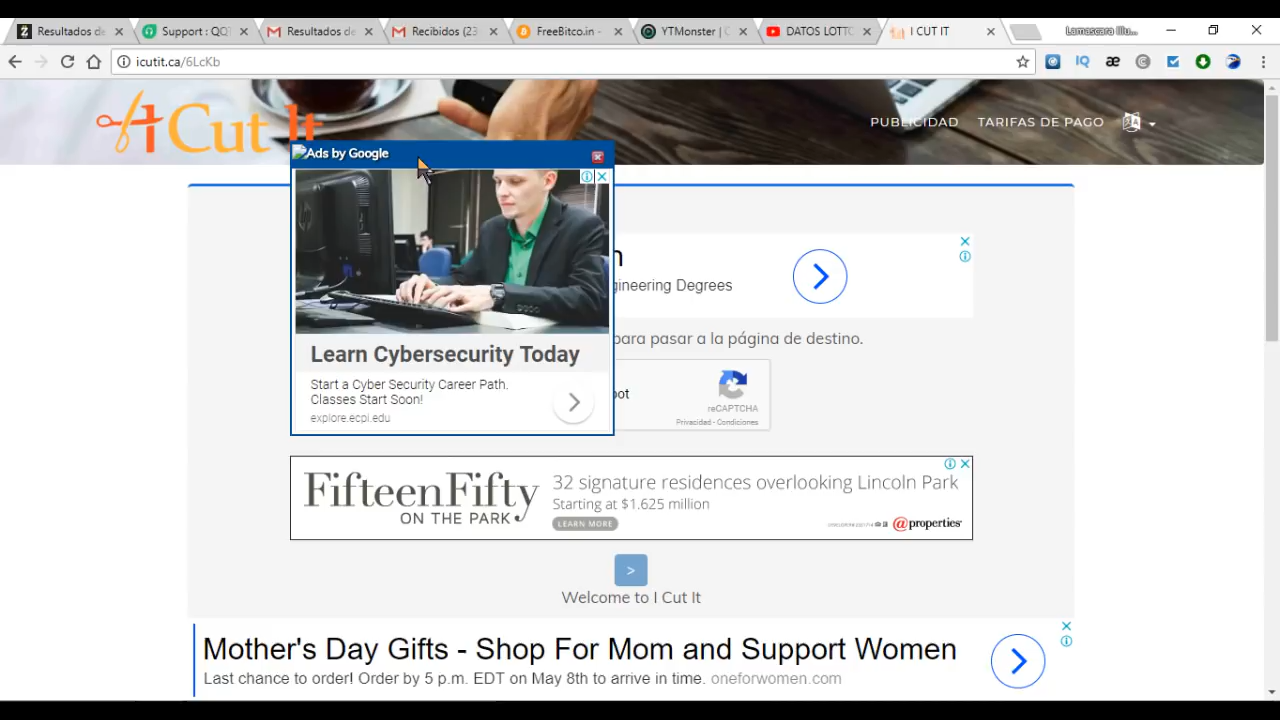 Resultados de
Support : QQT
Resultados de
Recibidos (23
FreeBitco.in -
YTMonster | C
DATOS LOTTO
I CUT IT
Lamascara Illu...
icutit.ca/6LcKb
I Cut It
PUBLICIDAD
TARIFAS DE PAGO
Ads by Google
gineering Degrees
para pasar a la página de destino.
Learn Cybersecurity Today
Start a Cyber Security Career Path.
Classes Start Soon!
explore.ecpi.edu
reCAPTCHA
Privacidad - Condiciones
FifteenFifty
ON THE PARK
32 signature residences overlooking Lincoln Park
Starting at $1.625 million
LEARN MORE
@properties
>
Welcome to I Cut It
Mother's Day Gifts - Shop For Mom and Support Women
Last chance to order! Order by 5 p.m. EDT on May 8th to arrive in time. oneforwomen.com